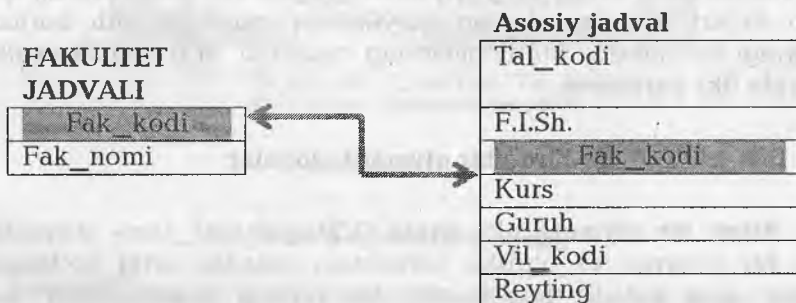 FAKULTET
JADVALI
Fak_kodi
Fak_nomi
Asosiy jadval
Tal_kodi
F.I.Sh.
Fak_kodi
Kurs
Guruh
Vil_kodi
Reyting